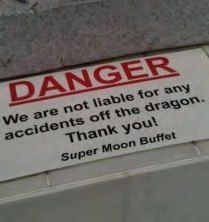 DANGER
We are not liable for any
accidents off the dragon.
Thank you!
Super Moon Buffet